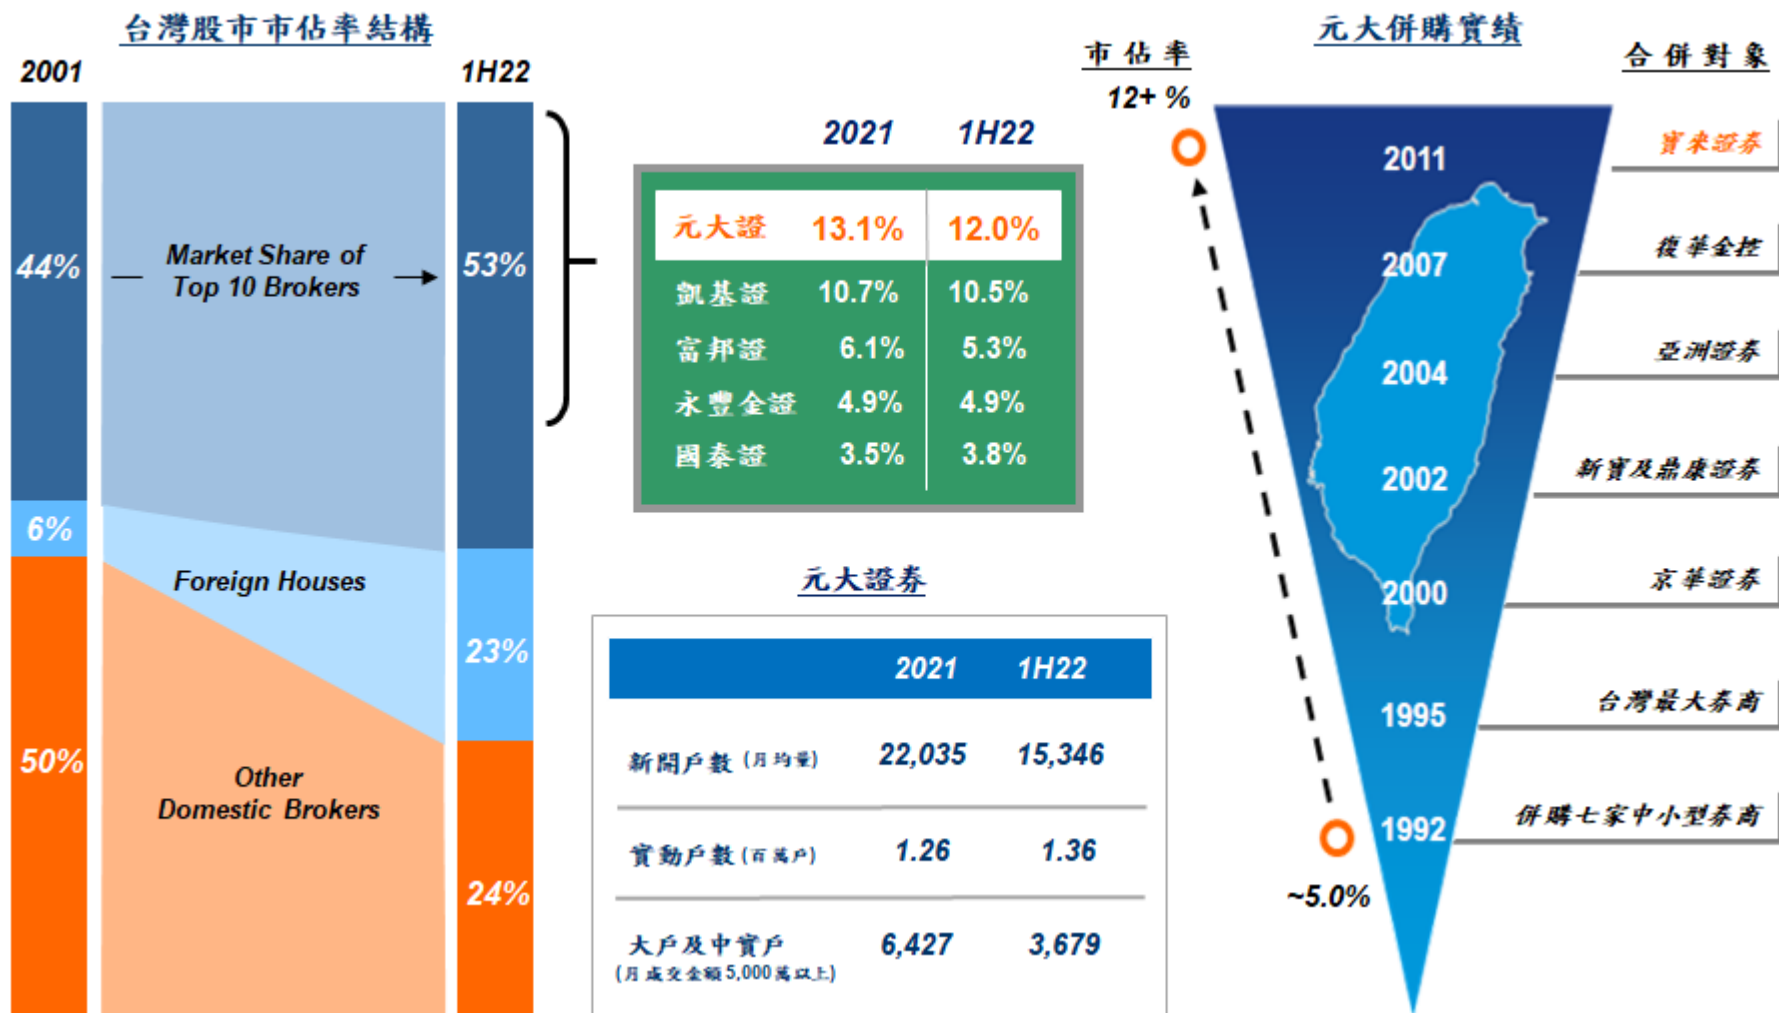 台灣股市市佔率結構
2001
1H22
44%
Market Share of
Top 10 Brokers
53%
6%
Foreign Houses
23%
50%
Other
Domestic Brokers
24%
2021 1H22
元大證 13.1% 12.0%
凱基證 10.7% 10.5%
富邦證 6.1% 5.3%
永豐金證 4.9% 4.9%
國泰證 3.5% 3.8%
元大證券
2021 1H22
新開戶數 (月均量) 22,035 15,346
實動戶數 (百萬戶) 1.26 1.36
大戶及中實戶 6,427 3,679
(月成交金額 5,000 萬以上)
元大併購實績
市佔率
12+ %
合併對象
2011 寶來證券
2007 復華金控
2004 亞洲證券
2002 新寶及鼎康證券
2000 京華證券
1995 台灣最大券商
1992 併購七家中小型券商
~5.0%